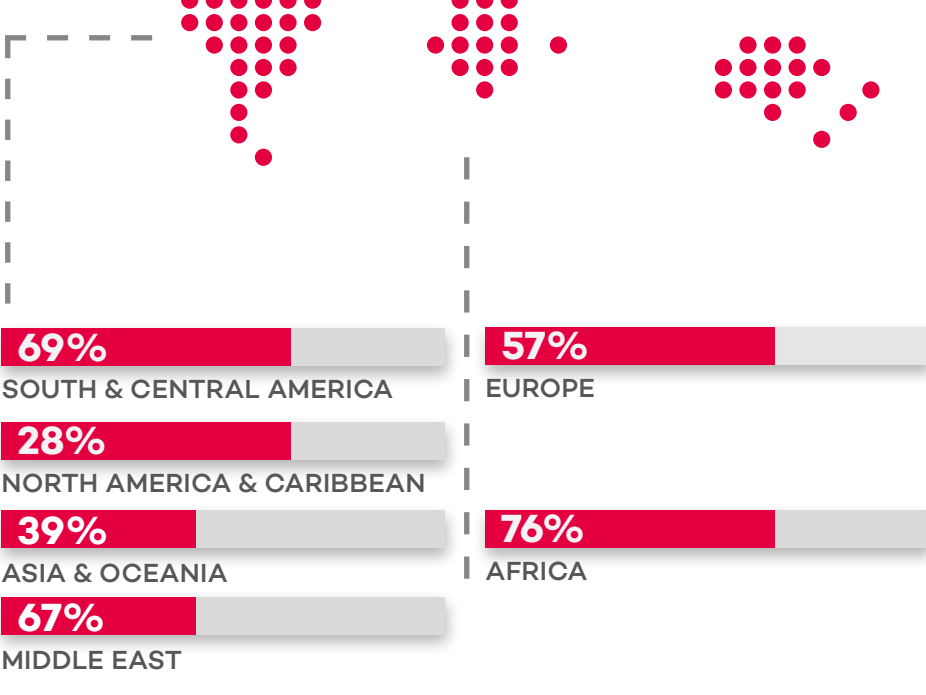 69%
SOUTH & CENTRAL AMERICA
28%
NORTH AMERICA & CARIBBEAN
39%
ASIA & OCEANIA
67%
MIDDLE EAST
57%
EUROPE
76%
AFRICA